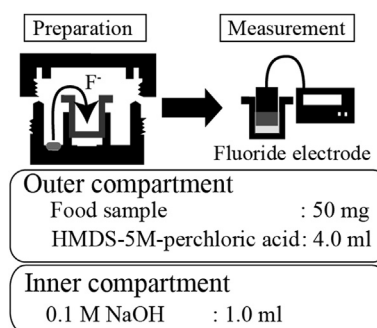 Preparation
Measurement
F-
Fluoride electrode
Outer compartment
Food sample : 50 mg
HMDS-5M-perchloric acid: 4.0 ml
Inner compartment
0.1 M NaOH : 1.0 ml